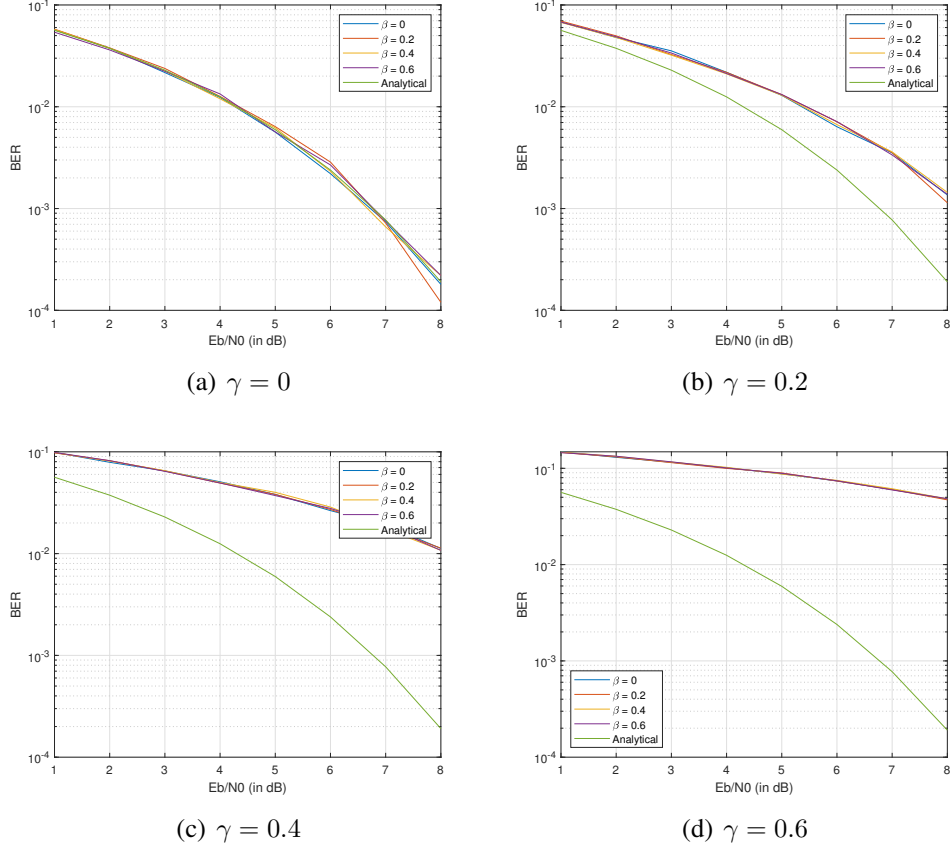 10^-1
10^-2
10^-3
10^-4
BER
1 2 3 4 5 6 7 8
Eb/N0 (in dB)
β = 0
β = 0.2
β = 0.4
β = 0.6
Analytical
(a) γ = 0
10^-1
10^-2
10^-3
10^-4
BER
1 2 3 4 5 6 7 8
Eb/N0 (in dB)
β = 0
β = 0.2
β = 0.4
β = 0.6
Analytical
(b) γ = 0.2
10^-1
10^-2
10^-3
10^-4
BER
1 2 3 4 5 6 7 8
Eb/N0 (in dB)
β = 0
β = 0.2
β = 0.4
β = 0.6
Analytical
(c) γ = 0.4
10^-1
10^-2
10^-3
10^-4
BER
1 2 3 4 5 6 7 8
Eb/N0 (in dB)
β = 0
β = 0.2
β = 0.4
β = 0.6
Analytical
(d) γ = 0.6